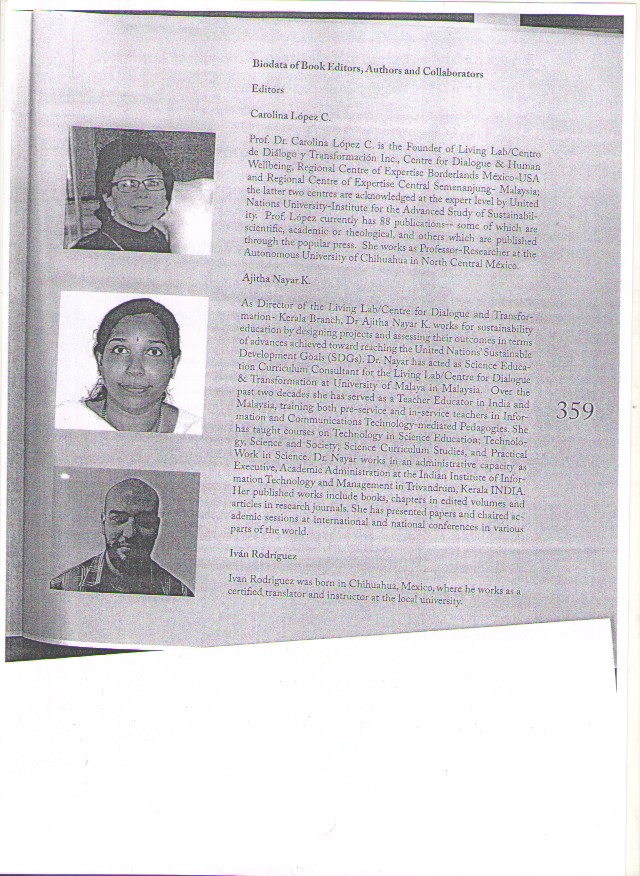 Biodata of Book Editors, Authors and Collaborators
Editors
Carolina López C.
Prof. Dr. Carolina López C. is the Founder of Living Lab/Centro
de Diálogo y Transformación Inc., Centre for Dialogue & Human
Wellbeing, Regional Centre of Expertise Borderlands México-USA
and Regional Centre of Expertise Central Semenanjung- Malaysia;
the latter two centres are acknowledged at the expert level by United
Nations University-Institute for the Advanced Study of Sustainabil-
ity. Prof. López currently has 88 publications-- some of which are
scientific, academic or theological, and others which are published
through the popular press. She works as Professor-Researcher at the
Autonomous University of Chihuahua in North Central México.
Ajitha Nayar K.
As Director of the Living Lab/Centre for Dialogue and Transfor-
mation- Kerala Branch, Dr Ajitha Nayar K. works for sustainability
education by designing projects and assessing their outcomes in terms
of advances achieved toward reaching the United Nations' Sustainable
Development Goals (SDGs). Dr. Nayar has acted as Science Educa-
tion Curriculum Consultant for the Living Lab/Centre for Dialogue
& Transformation at University of Malaya in Malaysia. Over the
past two decades she has served as a Teacher Educator in India and
Malaysia, training both pre-service and in-service teachers in Infor-
mation and Communications Technology-mediated Pedagogies. She
has taught courses on Technology in Science Education; Technolo-
gy, Science and Society; Science Curriculum Studies, and Practical
Work in Science. Dr. Nayar works in an administrative capacity as
Executive, Academic Administration at the Indian Institute of Infor-
mation Technology and Management in Trivandrum, Kerala INDIA.
Her published works include books, chapters in edited volumes and
articles in research journals. She has presented papers and chaired ac-
ademic sessions at international and national conferences in various
parts of the world.
359
Iván Rodríguez
Ivan Rodriguez was born in Chihuahua, Mexico, where he works as a
certified translator and instructor at the local university.